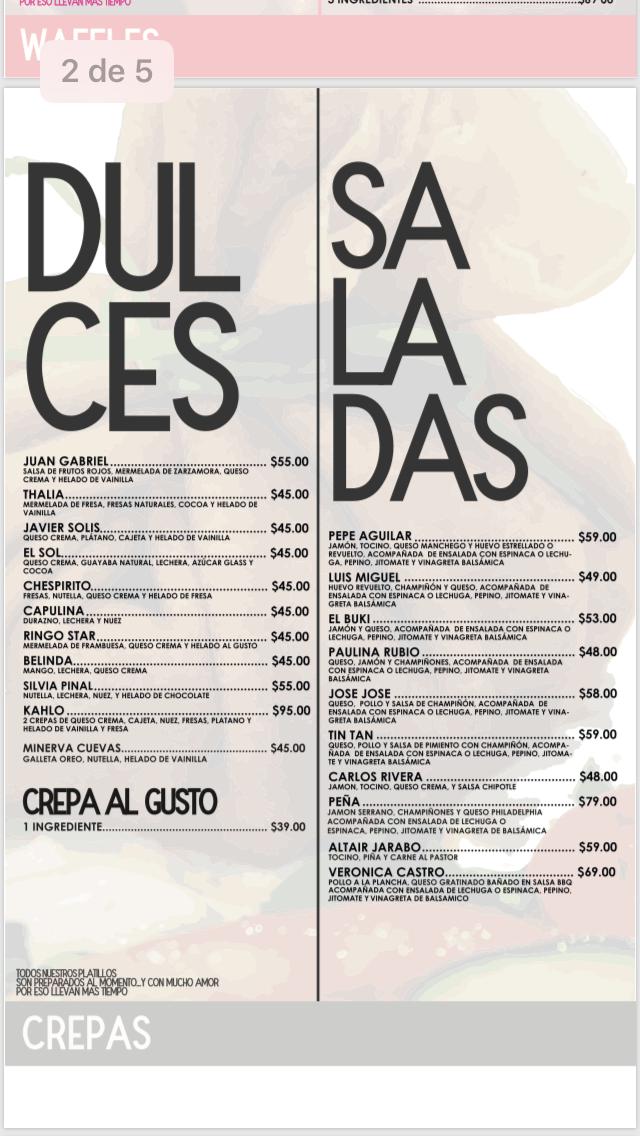 POR ESO LLEVAN MAS TIEMPO
WAFFLES
2 de 5
DUL
CES
JUAN GABRIEL ........ $55.00
SALSA DE FRUTOS ROJOS, MERMELADA DE ZARZAMORA, QUESO
CREMA Y HELADO DE VAINILLA
THALIA ........ $45.00
MERMELADA DE FRESA, FRESAS NATURALES, COCOA Y HELADO DE
VAINILLA
JAVIER SOLIS ........ $45.00
QUESO CREMA, PLÁTANO, CAJETA Y HELADO DE VAINILLA
EL SOL ........ $45.00
QUESO CREMA, GUAYABA NATURAL, LECHERA, AZÚCAR GLASS Y
COCOA
CHESPIRITO ........ $45.00
FRESAS, NUTELLA, QUESO CREMA Y HELADO DE FRESA
CAPULINA ........ $45.00
DURAZNO, LECHERA Y NUEZ
RINGO STAR ........ $45.00
MERMELADA DE FRAMBUESA, QUESO CREMA Y HELADO AL GUSTO
BELINDA ........ $45.00
MANGO, LECHERA, QUESO CREMA
SILVIA PINAL ........ $55.00
NUTELLA, LECHERA, NUEZ, Y HELADO DE CHOCOLATE
KAHLO ........ $95.00
2 CREPAS DE QUESO CREMA, CAJETA, NUEZ, FRESAS, PLATANO Y
HELADO DE VAINILLA Y FRESA
MINERVA CUEVAS ........ $45.00
GALLETA OREO, NUTELLA, HELADO DE VAINILLA
CREPA AL GUSTO
1 INGREDIENTE ........ $39.00
TODOS NUESTROS PLATILLOS
SON PREPARADOS AL MOMENTO...Y CON MUCHO AMOR
POR ESO LLEVAN MAS TIEMPO
SA
LA
DAS
PEPE AGUILAR ........ $59.00
JAMÓN, TOCINO, QUESO MANCHEGO Y HUEVO ESTRELLADO O
REVUELTO, ACOMPAÑADA DE ENSALADA CON ESPINACA O LECHU-
GA, PEPINO, JITOMATE Y VINAGRETA BALSÁMICA
LUIS MIGUEL ........ $49.00
HUEVO REVUELTO, CHAMPIÑÓN Y QUESO, ACOMPAÑADA DE
ENSALADA CON ESPINACA O LECHUGA, PEPINO, JITOMATE Y VINA-
GRETA BALSÁMICA
EL BUKI ........ $53.00
JAMÓN Y QUESO, ACOMPAÑADA DE ENSALADA CON ESPINACA O
LECHUGA, PEPINO, JITOMATE Y VINAGRETA BALSÁMICA
PAULINA RUBIO ........ $48.00
QUESO, JAMÓN Y CHAMPIÑONES, ACOMPAÑADA DE ENSALADA
CON ESPINACA O LECHUGA, PEPINO, JITOMATE Y VINAGRETA
BALSÁMICA
JOSE JOSE ........ $58.00
QUESO, POLLO Y SALSA DE CHAMPIÑÓN, ACOMPAÑADA DE
ENSALADA CON ESPINACA O LECHUGA, PEPINO, JITOMATE Y VINA-
GRETA BALSÁMICA
TIN TAN ........ $59.00
QUESO, POLLO Y SALSA DE PIMIENTO CON CHAMPIÑÓN, ACOMPA-
ÑADA DE ENSALADA CON ESPINACA O LECHUGA, PEPINO, JITOMA-
TE Y VINAGRETA BALSÁMICA
CARLOS RIVERA ........ $48.00
JAMON, TOCINO, QUESO CREMA, Y SALSA CHIPOTLE
PEÑA ........ $79.00
JAMON SERRANO, CHAMPIÑONES Y QUESO PHILADELPHIA
ACOMPAÑADA CON ENSALADA DE LECHUGA O
ESPINACA, PEPINO, JITOMATE Y VINAGRETA DE BALSÁMICA
ALTAIR JARABO ........ $59.00
TOCINO, PIÑA Y CARNE AL PASTOR
VERONICA CASTRO ........ $69.00
POLLO A LA PLANCHA, QUESO GRATINADO BAÑADO EN SALSA BBQ
ACOMPAÑADA CON ENSALADA DE LECHUGA O ESPINACA, PEPINO,
JITOMATE Y VINAGRETA DE BALSAMICO
CREPAS